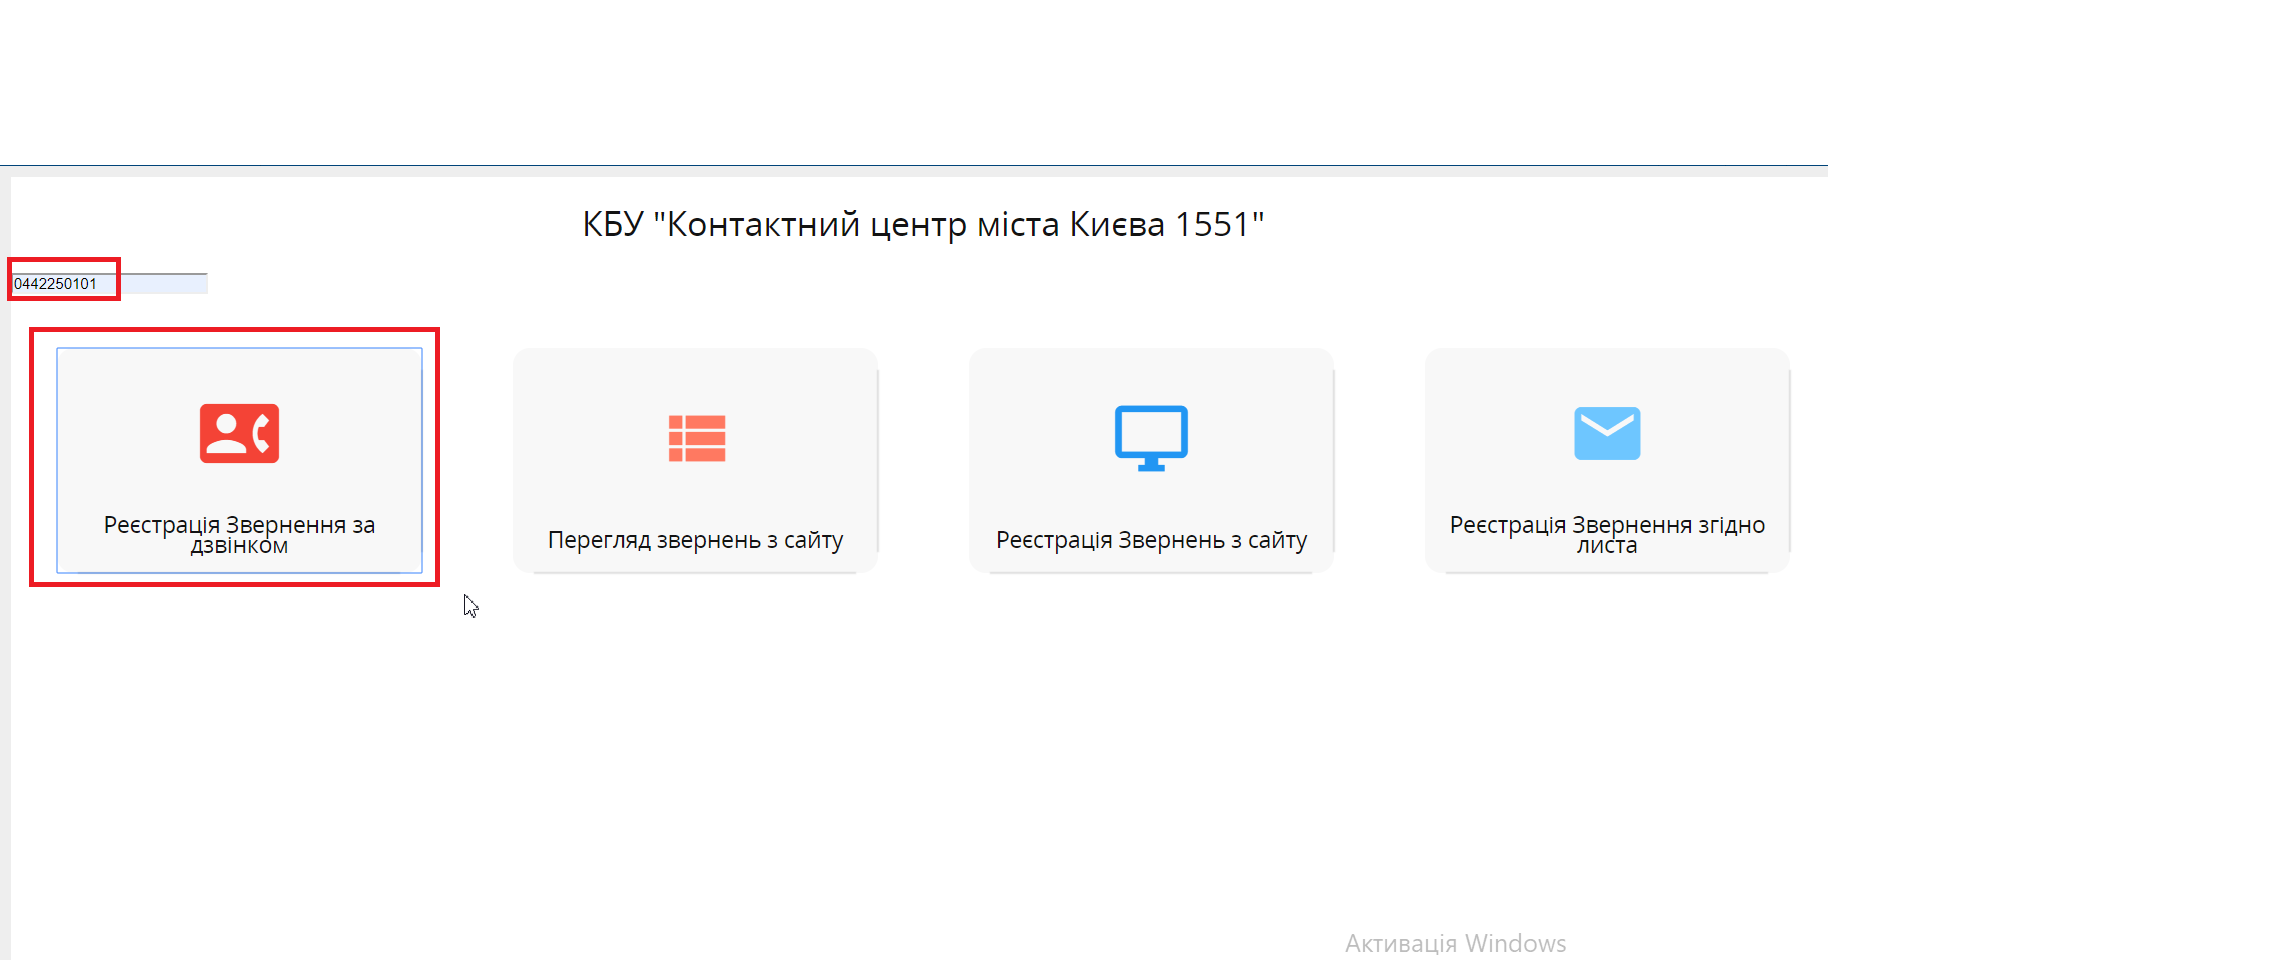 КБУ "Контактний центр міста Києва 1551"
0442250101
Реєстрація Звернення за
дзвінком
Перегляд звернень з сайту
Реєстрація Звернень з сайту
Реєстрація Звернення згідно
листа
Активація Windows